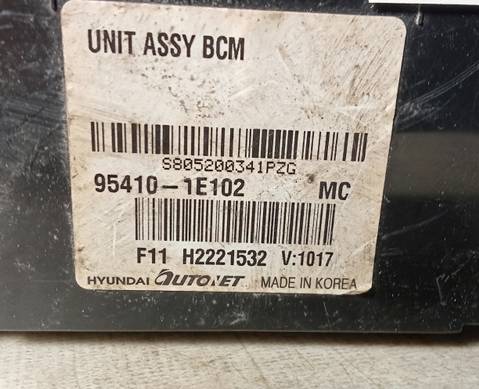 UNIT ASSY BCM
S805200341PZG
95410-1E102 MC
F11 H2221532 V:1017
HYUNDAI AUTONET MADE IN KOREA